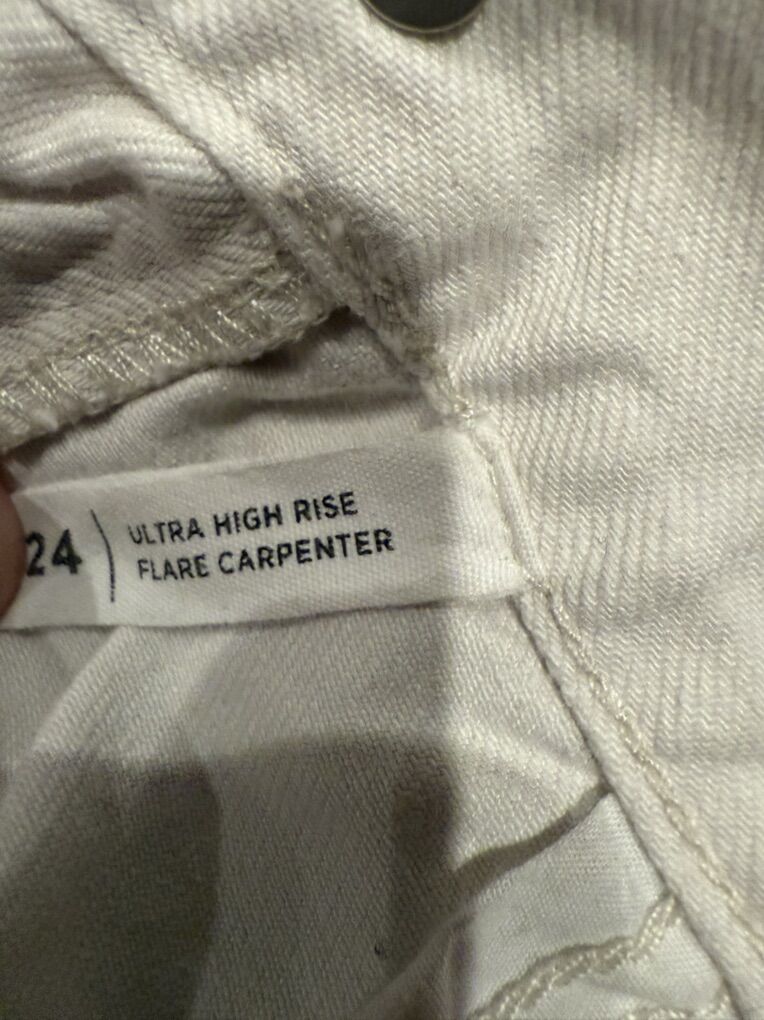 24 | ULTRA HIGH RISE
FLARE CARPENTER